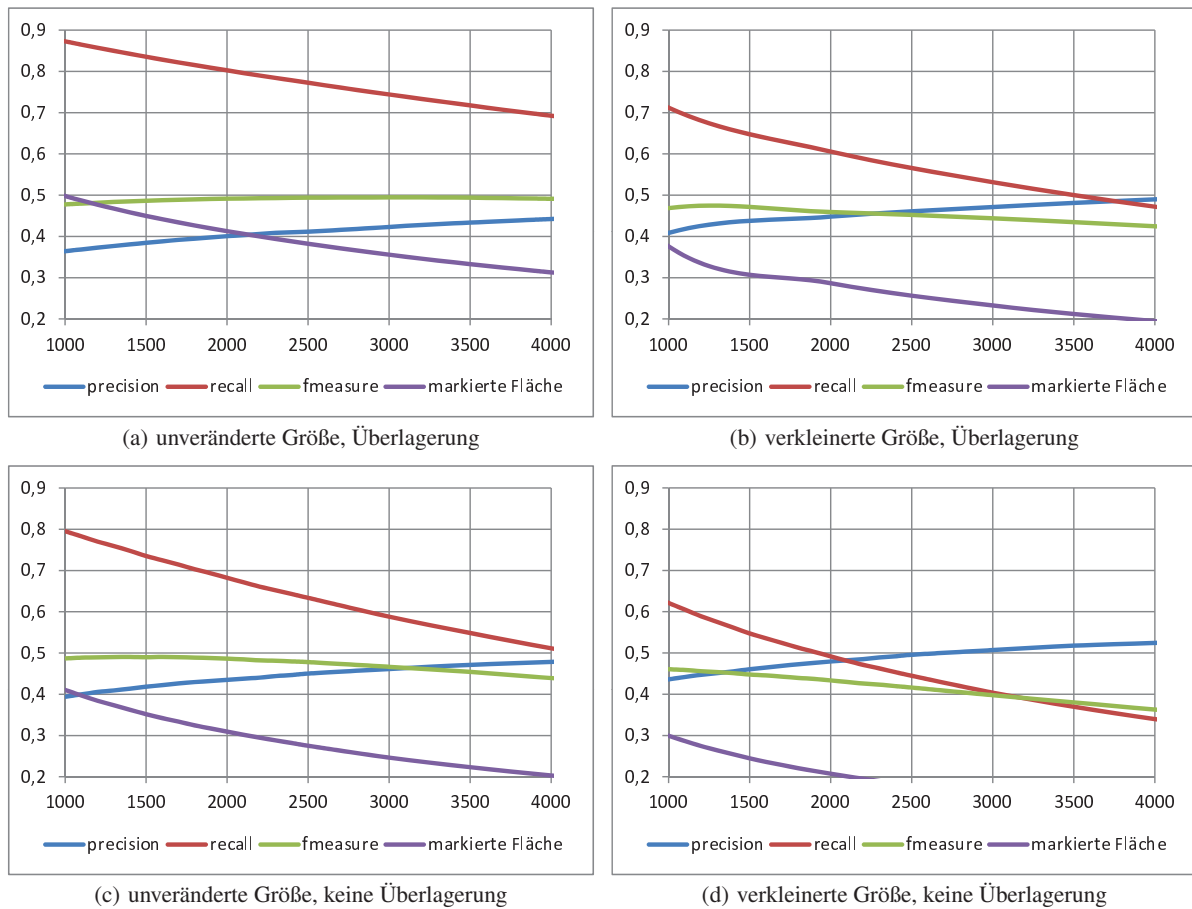 0,9
0,8
0,7
0,6
0,5
0,4
0,3
0,2
1000 1500 2000 2500 3000 3500 4000
precision recall fmeasure markierte Fläche
(a) unveränderte Größe, Überlagerung
0,9
0,8
0,7
0,6
0,5
0,4
0,3
0,2
1000 1500 2000 2500 3000 3500 4000
precision recall fmeasure markierte Fläche
(b) verkleinerte Größe, Überlagerung
0,9
0,8
0,7
0,6
0,5
0,4
0,3
0,2
1000 1500 2000 2500 3000 3500 4000
precision recall fmeasure markierte Fläche
(c) unveränderte Größe, keine Überlagerung
0,9
0,8
0,7
0,6
0,5
0,4
0,3
0,2
1000 1500 2000 2500 3000 3500 4000
precision recall fmeasure markierte Fläche
(d) verkleinerte Größe, keine Überlagerung